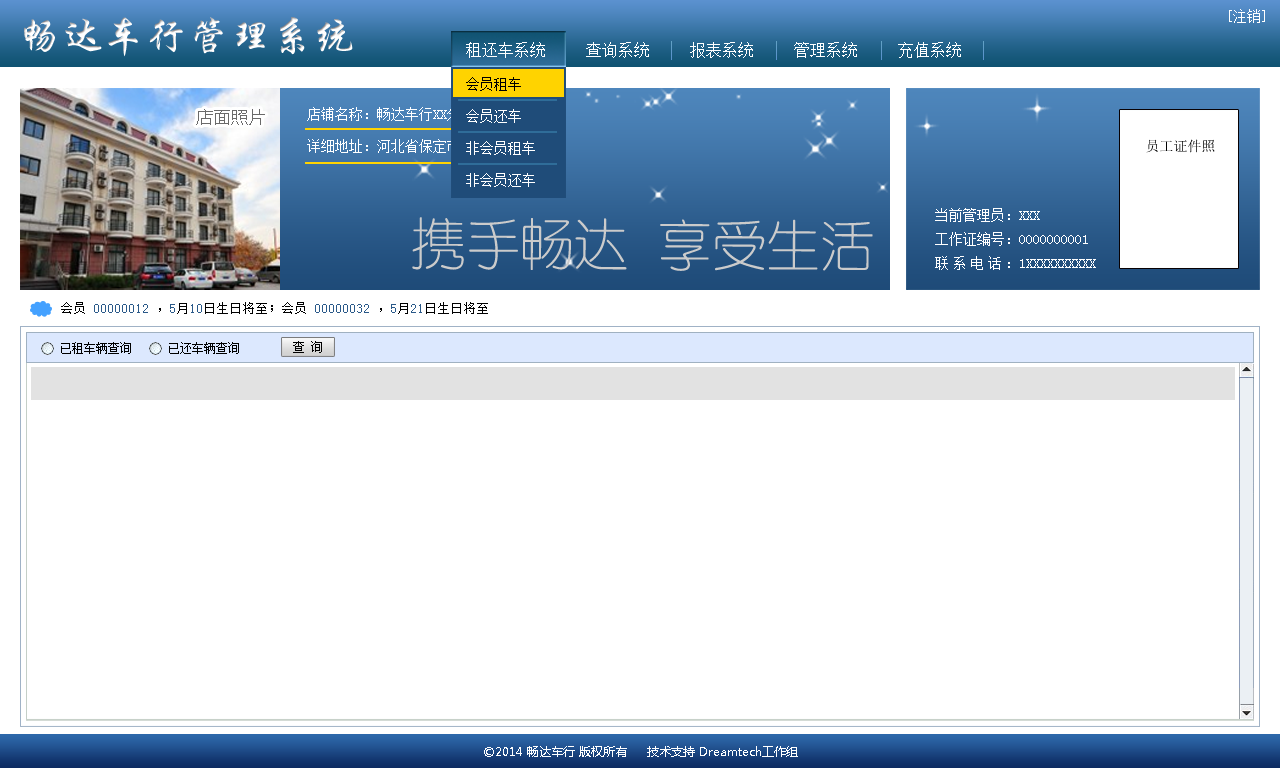 畅达车行管理系统
[注销]
租还车系统 查询系统 报表系统 管理系统 充值系统
会员租车
会员还车
非会员租车
非会员还车
店面照片
店铺名称：畅达车行XX
详细地址：河北省保定
携手畅达 享受生活
员工证件照
当前管理员：XXX
工作证编号：0000000001
联 系 电 话 ：1XXXXXXXXX
会员 00000012 ，5月10日生日将至；会员 00000032 ，5月21日生日将至
已租车辆查询 已还车辆查询 查 询
©2014 畅达车行 版权所有 技术支持 Dreamtech工作组